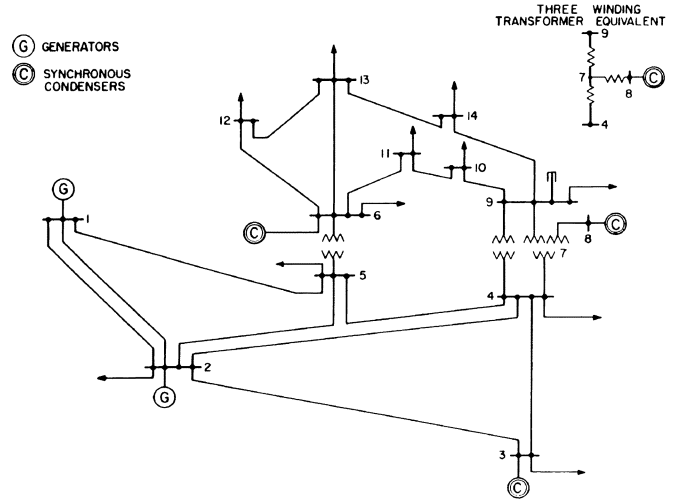 THREE WINDING
TRANSFORMER EQUIVALENT
9
7
C
8
4
G GENERATORS
C SYNCHRONOUS
CONDENSERS
13
14
12
11
10
G
1
C
6
9
C
8
7
5
4
2
G
3
C